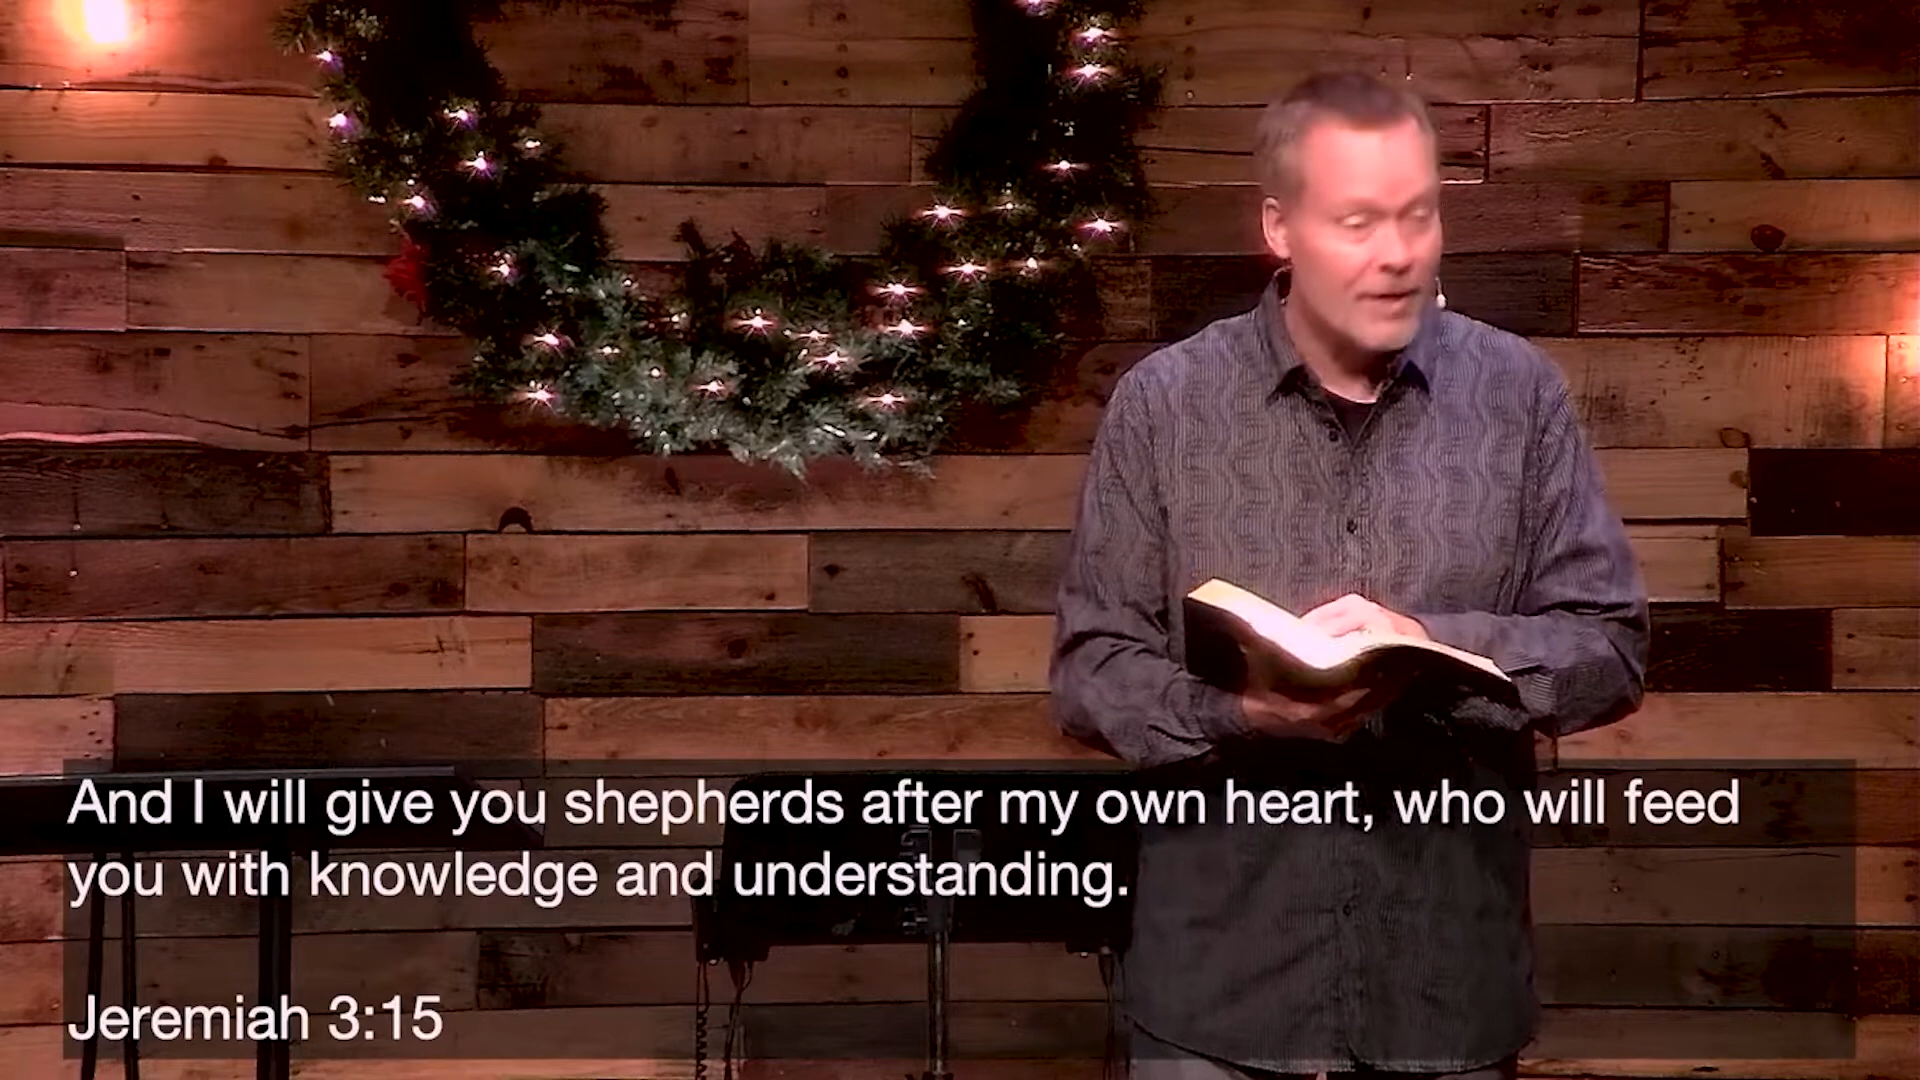 And I will give you shepherds after my own heart, who will feed
you with knowledge and understanding.
Jeremiah 3:15